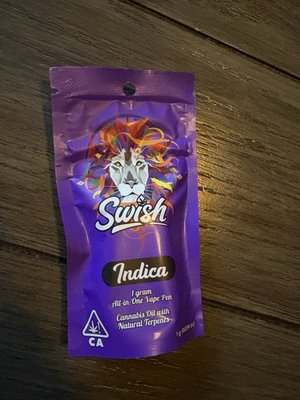 Swish
Indica
1 gram
All-in-One Vape Pen
Cannabis Oil with
Natural Terpenes
CA